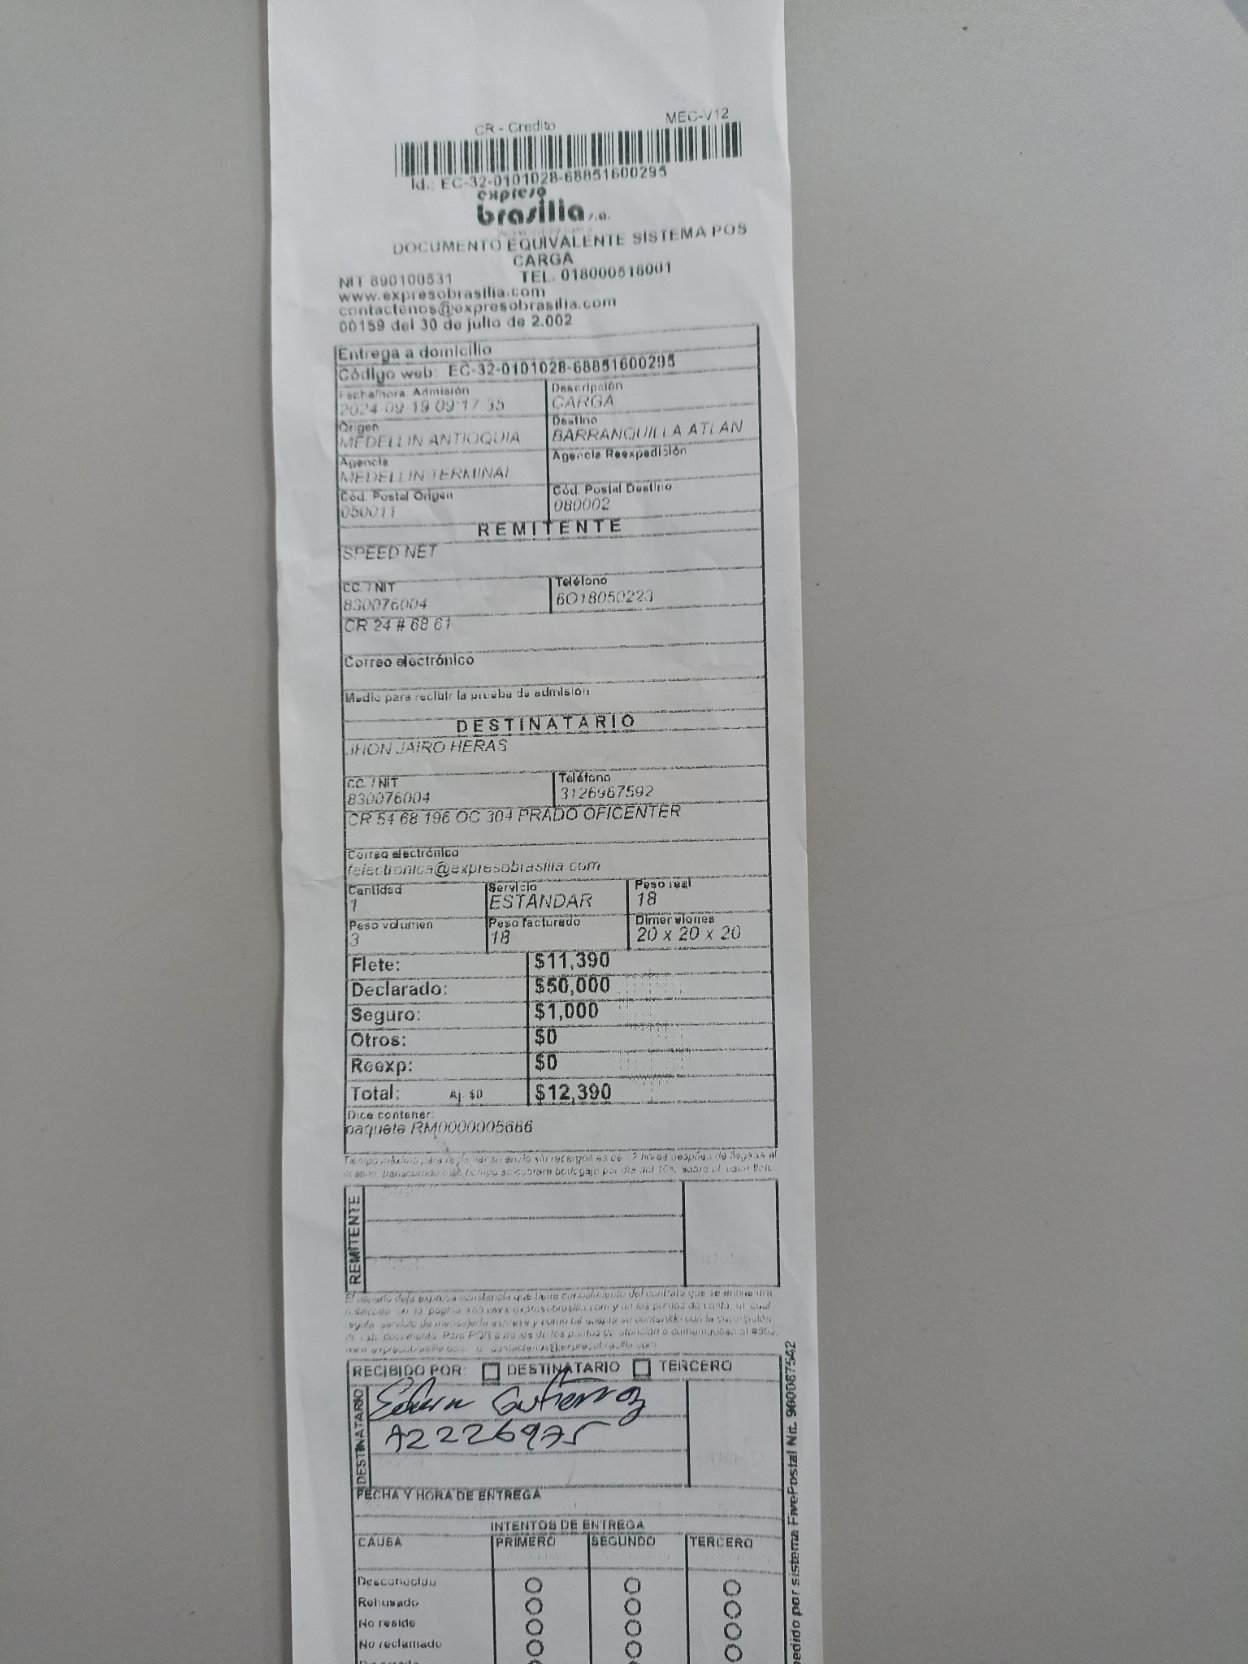 CR - Credito MEC-V12
Id.: EC-32-0101028-68851600295
expreso
brasilia s.a.
DOCUMENTO EQUIVALENTE SISTEMA POS
CARGA
NIT 890100531 TEL. 018000518001
www.expresobrasilia.com
contactenos@expresobrasilia.com
00159 del 30 de julio de 2.002
Entrega a domicilio
Código web: EC-32-0101028-68851600295
Fecha/hora. Admisión Descripción
2024-09-19 09:17:35 CARGA
Origen Destino
MEDELLIN ANTIOQUIA BARRANQUILLA ATLAN
Agencia Agencia Reexpedición
MEDELLIN TERMINAL
Cód. Postal Origen Cód. Postal Destino
050011 080002
REMITENTE
SPEED NET
CC. / NIT Teléfono
830076004 6018050223
CR 24 # 68 61
Correo electrónico
Medio para recibir la prueba de admisión
DESTINATARIO
JHON JAIRO HERAS
CC. / NIT Teléfono
830076004 3126967592
CR 54 68 196 OC 304 PRADO OFICENTER
Correo electrónico
felectronica@expresobrasilia.com
Cantidad Servicio Peso real
1 ESTANDAR 18
Peso volumen Peso facturado Dimensiones
3 18 20 x 20 x 20
Flete: $11,390
Declarado: $50,000
Seguro: $1,000
Otros: $0
Reexp: $0
Total: Aj $0 $12,390
Dice contener:
paquete RM0000005686
REMITENTE
RECIBIDO POR: DESTINATARIO TERCERO
DESTINATARIO
Gutierrez
A2226975
FECHA Y HORA DE ENTREGA
INTENTOS DE ENTREGA
CAUSA PRIMERO SEGUNDO TERCERO
Desconocido
Rehusado
No reside
No reclamado
pedido por sistema FivePostal Nit. 900087542